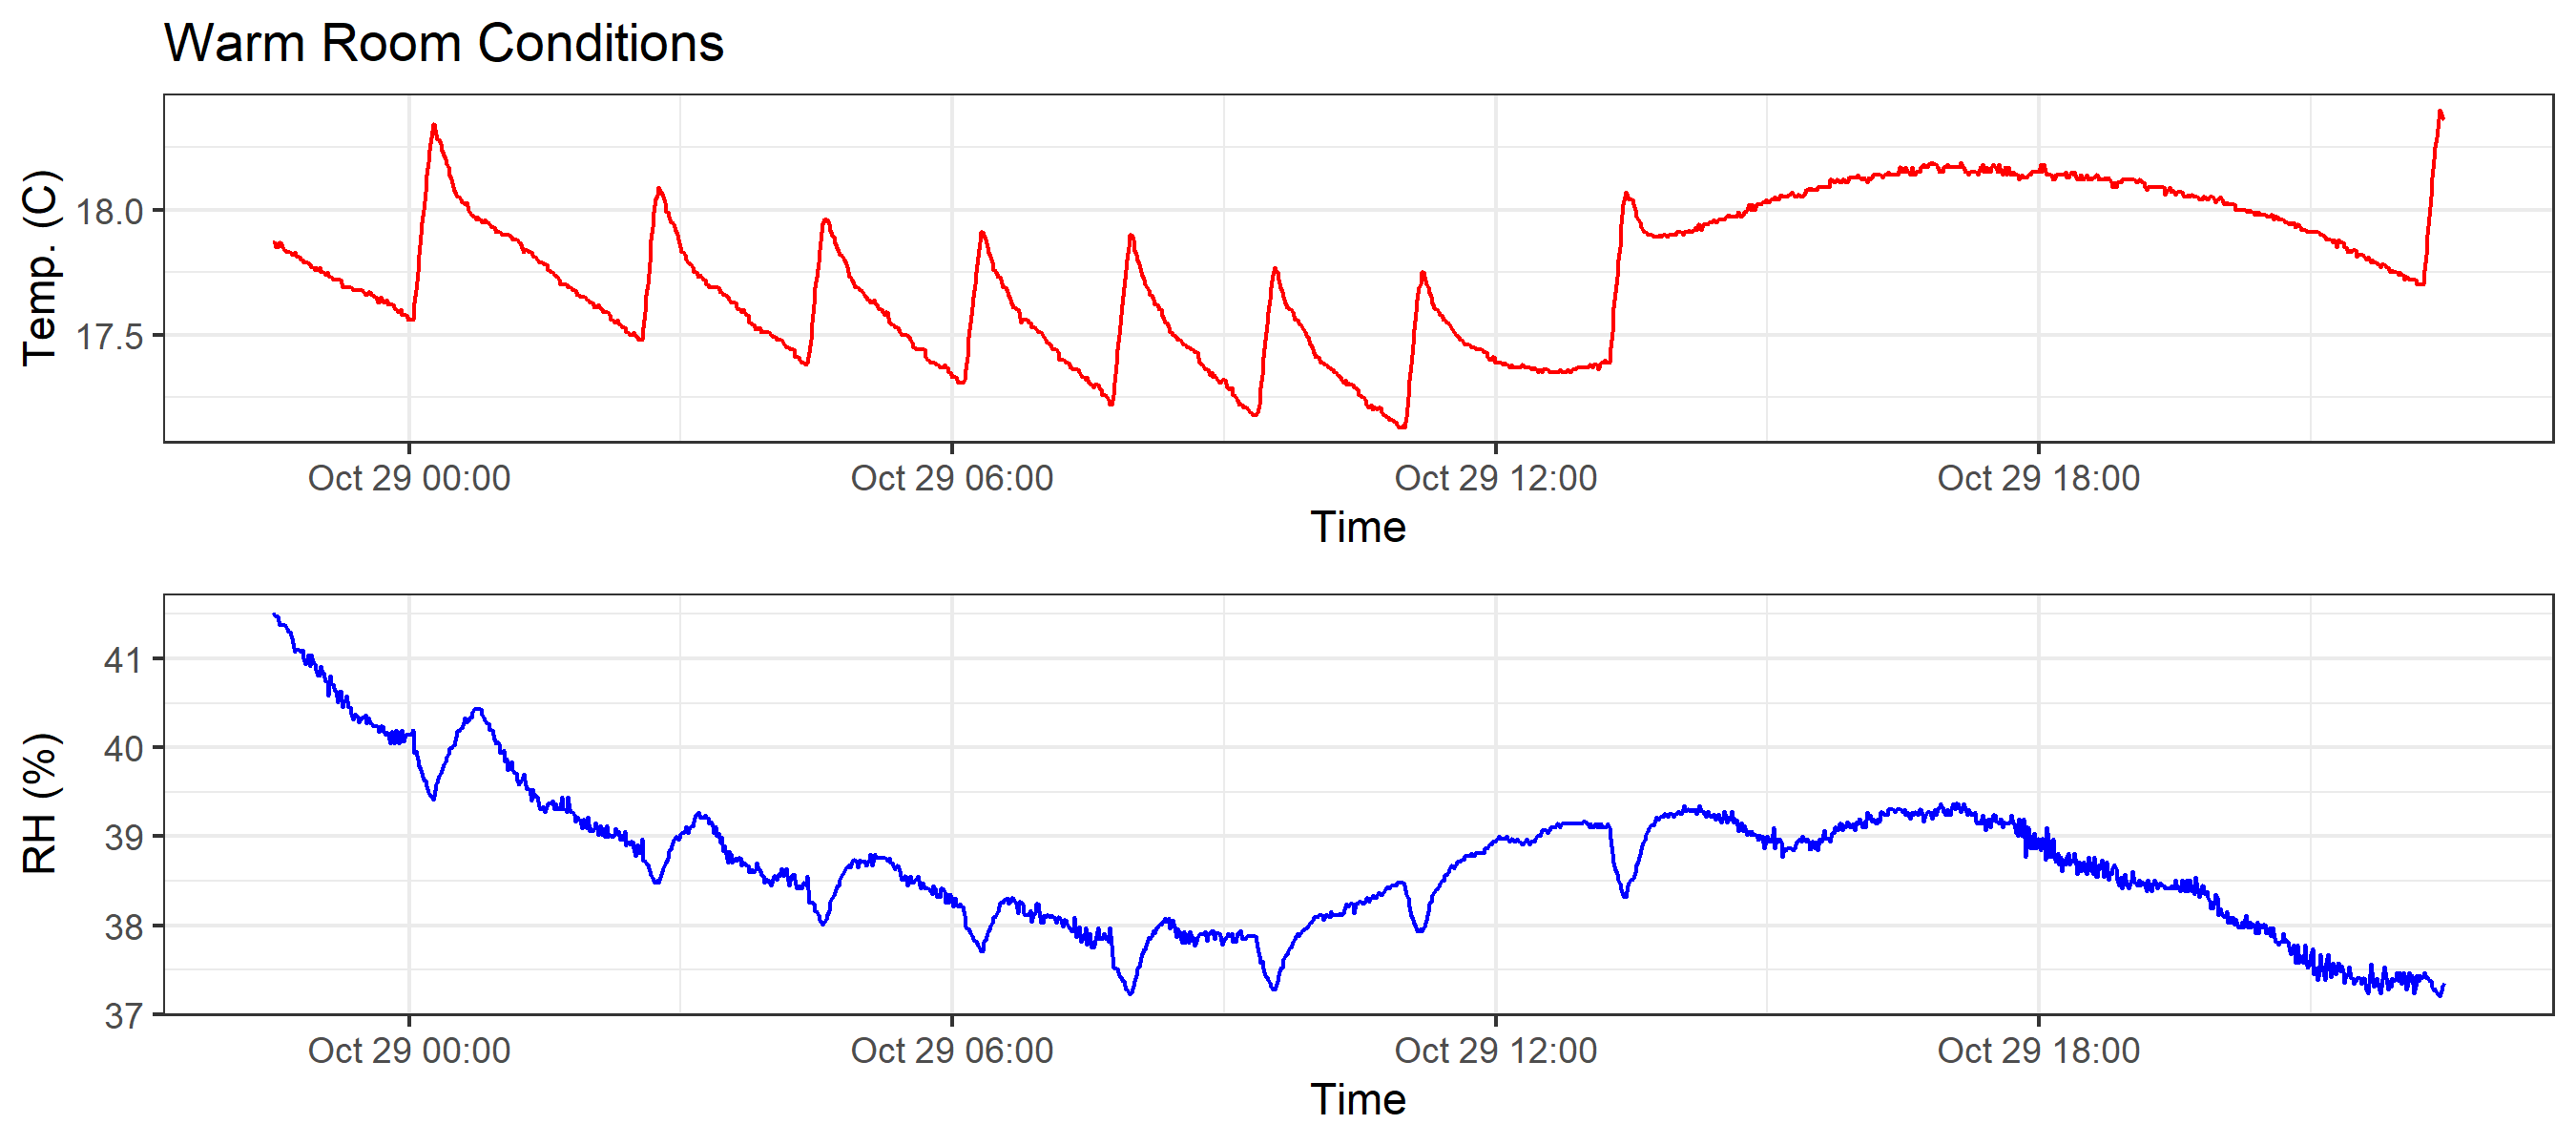 Warm Room Conditions
Temp. (C)
18.0
17.5
Oct 29 00:00 Oct 29 06:00 Oct 29 12:00 Oct 29 18:00
Time
RH (%)
41
40
39
38
37
Oct 29 00:00 Oct 29 06:00 Oct 29 12:00 Oct 29 18:00
Time